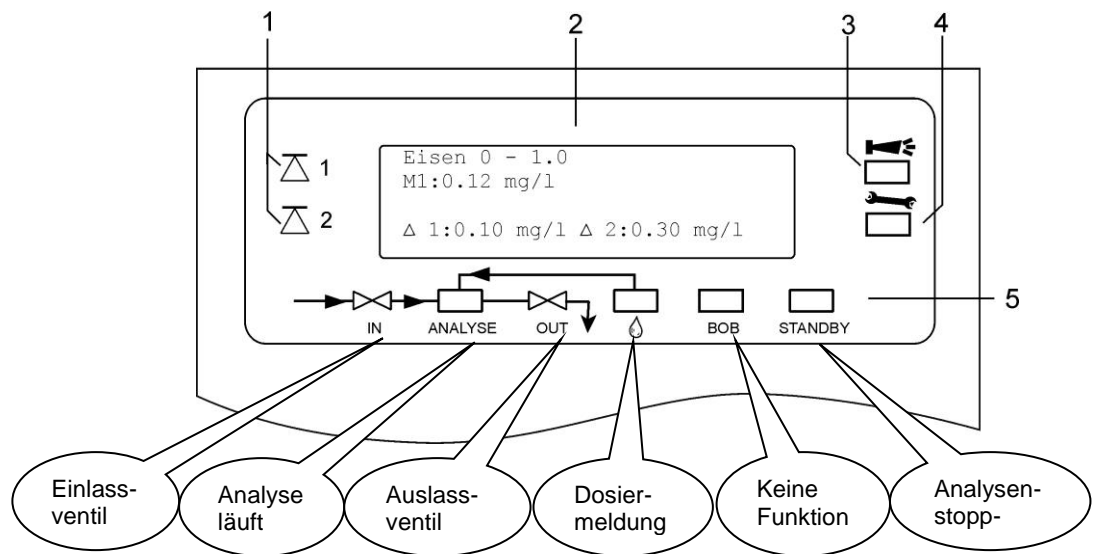 1
2
3
4
1
2
Eisen 0 - 1.0
M1:0.12 mg/l
△ 1:0.10 mg/l △ 2:0.30 mg/l
5
IN
ANALYSE
OUT
BOB
STANDBY
Einlass-
ventil
Analyse
läuft
Auslass-
ventil
Dosier-
meldung
Keine
Funktion
Analysen-
stopp-